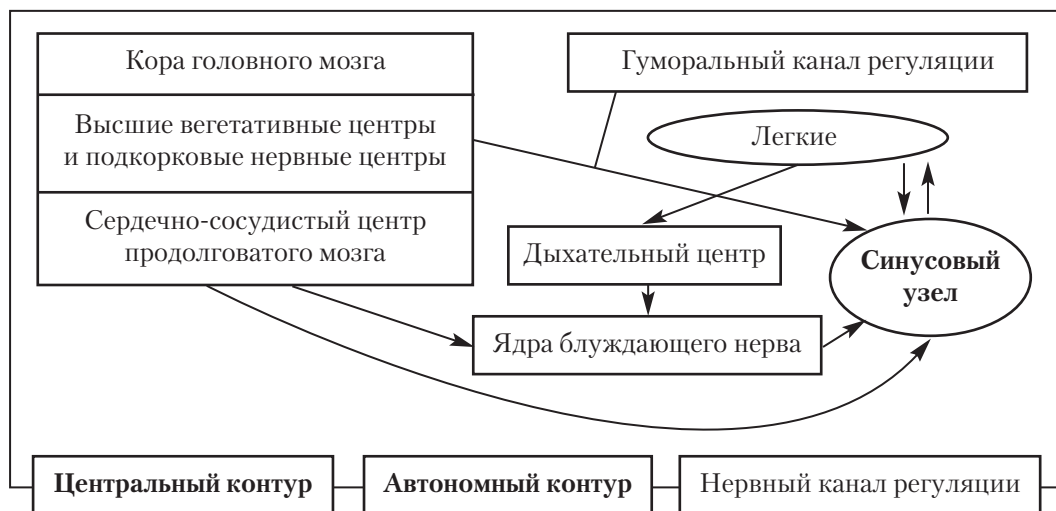 Кора головного мозга
Гуморальный канал регуляции
Высшие вегетативные центры
и подкорковые нервные центры
Легкие
Сердечно-сосудистый центр
продолговатого мозга
Дыхательный центр
Синусовый
узел
Ядра блуждающего нерва
Центральный контур
Автономный контур
Нервный канал регуляции